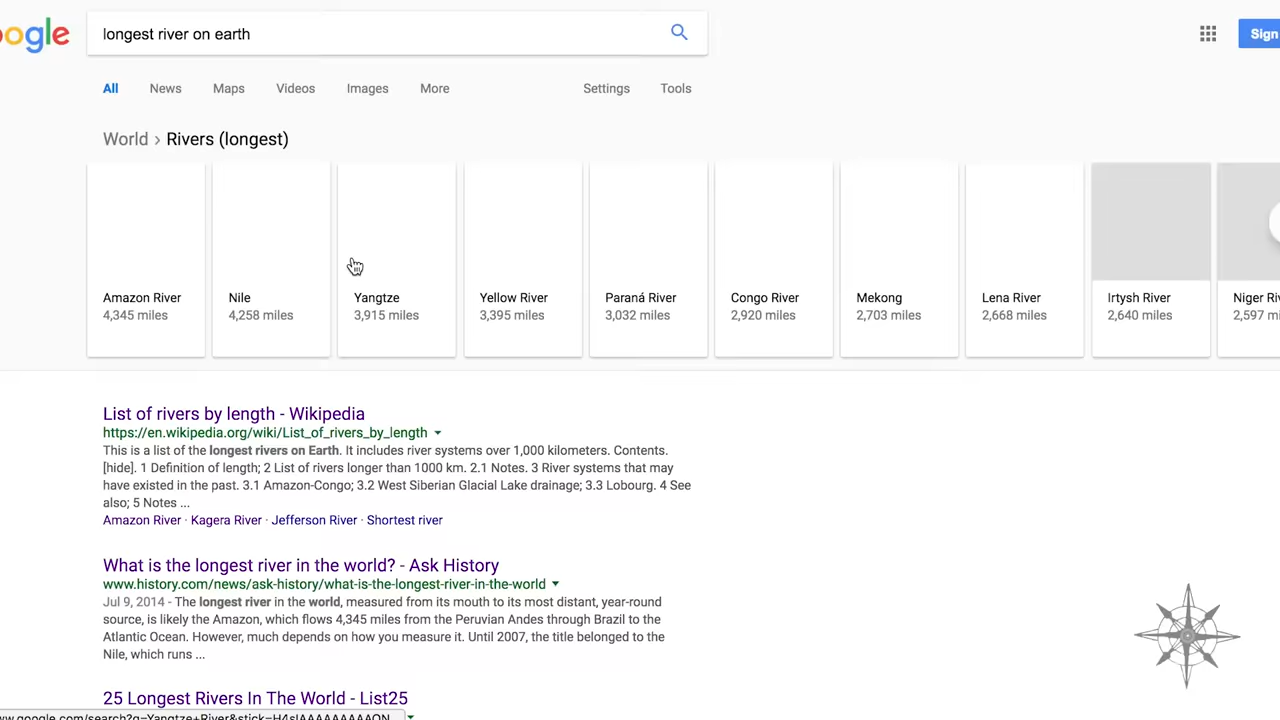 ogle
longest river on earth
Sign
All News Maps Videos Images More Settings Tools
World › Rivers (longest)
Amazon River
4,345 miles
Nile
4,258 miles
Yangtze
3,915 miles
Yellow River
3,395 miles
Paraná River
3,032 miles
Congo River
2,920 miles
Mekong
2,703 miles
Lena River
2,668 miles
Irtysh River
2,640 miles
Niger Ri
2,597 mi
List of rivers by length - Wikipedia
https://en.wikipedia.org/wiki/List_of_rivers_by_length
This is a list of the longest rivers on Earth. It includes river systems over 1,000 kilometers. Contents.
[hide]. 1 Definition of length; 2 List of rivers longer than 1000 km. 2.1 Notes. 3 River systems that may
have existed in the past. 3.1 Amazon-Congo; 3.2 West Siberian Glacial Lake drainage; 3.3 Lobourg. 4 See
also; 5 Notes ...
Amazon River · Kagera River · Jefferson River · Shortest river
What is the longest river in the world? - Ask History
www.history.com/news/ask-history/what-is-the-longest-river-in-the-world
Jul 9, 2014 - The longest river in the world, measured from its mouth to its most distant, year-round
source, is likely the Amazon, which flows 4,345 miles from the Peruvian Andes through Brazil to the
Atlantic Ocean. However, much depends on how you measure it. Until 2007, the title belonged to the
Nile, which runs ...
25 Longest Rivers In The World - List25